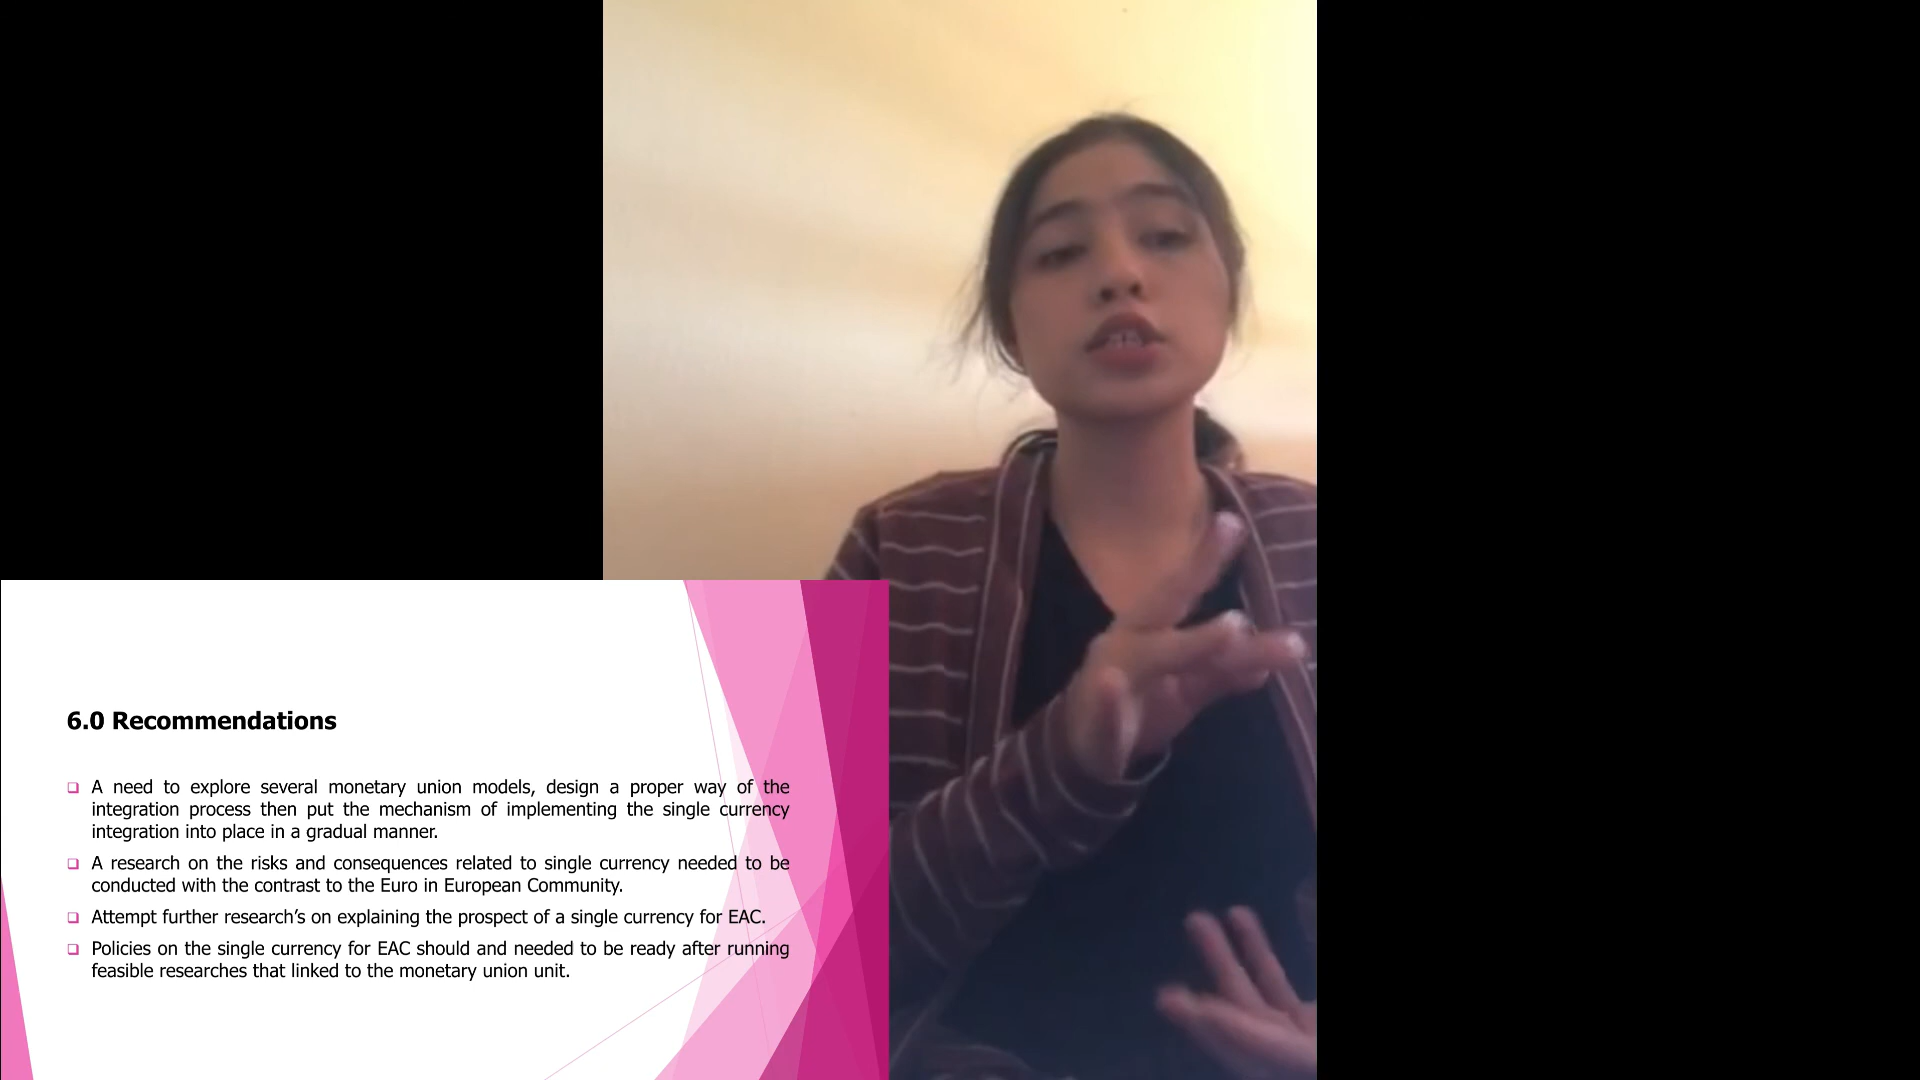 6.0 Recommendations
❑ A need to explore several monetary union models, design a proper way of the
integration process then put the mechanism of implementing the single currency
integration into place in a gradual manner.
❑ A research on the risks and consequences related to single currency needed to be
conducted with the contrast to the Euro in European Community.
❑ Attempt further research’s on explaining the prospect of a single currency for EAC.
❑ Policies on the single currency for EAC should and needed to be ready after running
feasible researches that linked to the monetary union unit.